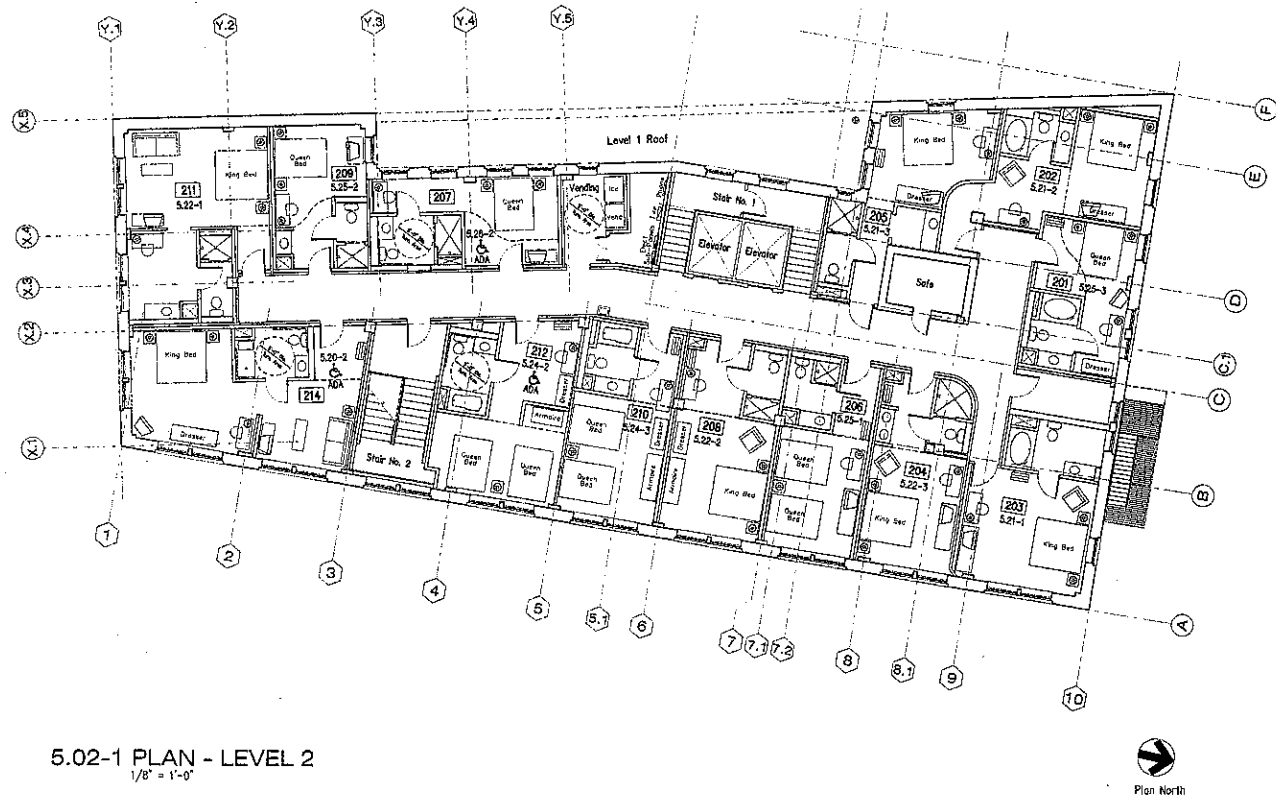 Y.1
Y.2
Y.3
Y.4
Y.5
F
E
D
C.1
C
B
A
X.5
X.4
X.3
X.2
X.1
Level 1 Roof
King Bed
211
5.22-1
Queen
Bed
209
5.25-2
207
Queen
Bed
5.26-2
ADA
Vending
Ice
Stair No. 1
Elevator
Elevator
205
5.21-3
King Bed
Dresser
Safe
202
5.21-2
King Bed
Dresser
Queen
Bed
201
5.25-3
Dresser
King Bed
5.20-2
ADA
214
Dresser
Stair No. 2
212
5.24-2
ADA
Dresser
Armoire
Queen
Bed
Queen
Bed
210
5.24-3
Queen
Bed
Queen
Bed
Dresser
Armoire
208
5.22-2
Dresser
Armoire
King Bed
206
5.25-1
Queen
Bed
Queen
Bed
204
5.22-3
King Bed
203
5.21-1
King Bed
1
2
3
4
5
5.1
6
7
7.1
7.2
8
8.1
9
10
5.02-1 PLAN - LEVEL 2
1/8" = 1'-0"
Plan North